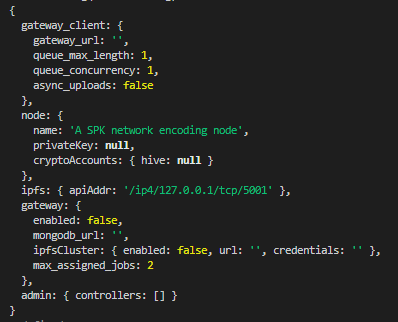 {
  gateway_client: {
    gateway_url: '',
    queue_max_length: 1,
    queue_concurrency: 1,
    async_uploads: false
  },
  node: {
    name: 'A SPK network encoding node',
    privateKey: null,
    cryptoAccounts: { hive: null }
  },
  ipfs: { apiAddr: '/ip4/127.0.0.1/tcp/5001' },
  gateway: {
    enabled: false,
    mongodb_url: '',
    ipfsCluster: { enabled: false, url: '', credentials: '' },
    max_assigned_jobs: 2
  },
  admin: { controllers: [] }
}